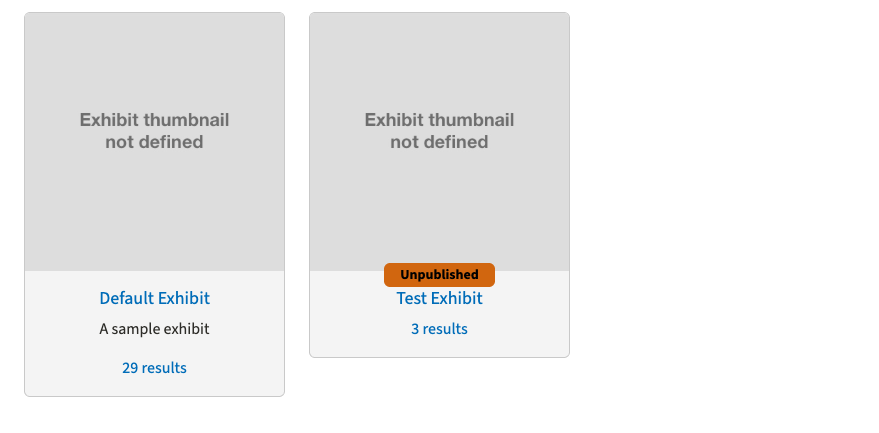 Exhibit thumbnail
not defined
Default Exhibit
A sample exhibit
29 results
Exhibit thumbnail
not defined
Unpublished
Test Exhibit
3 results